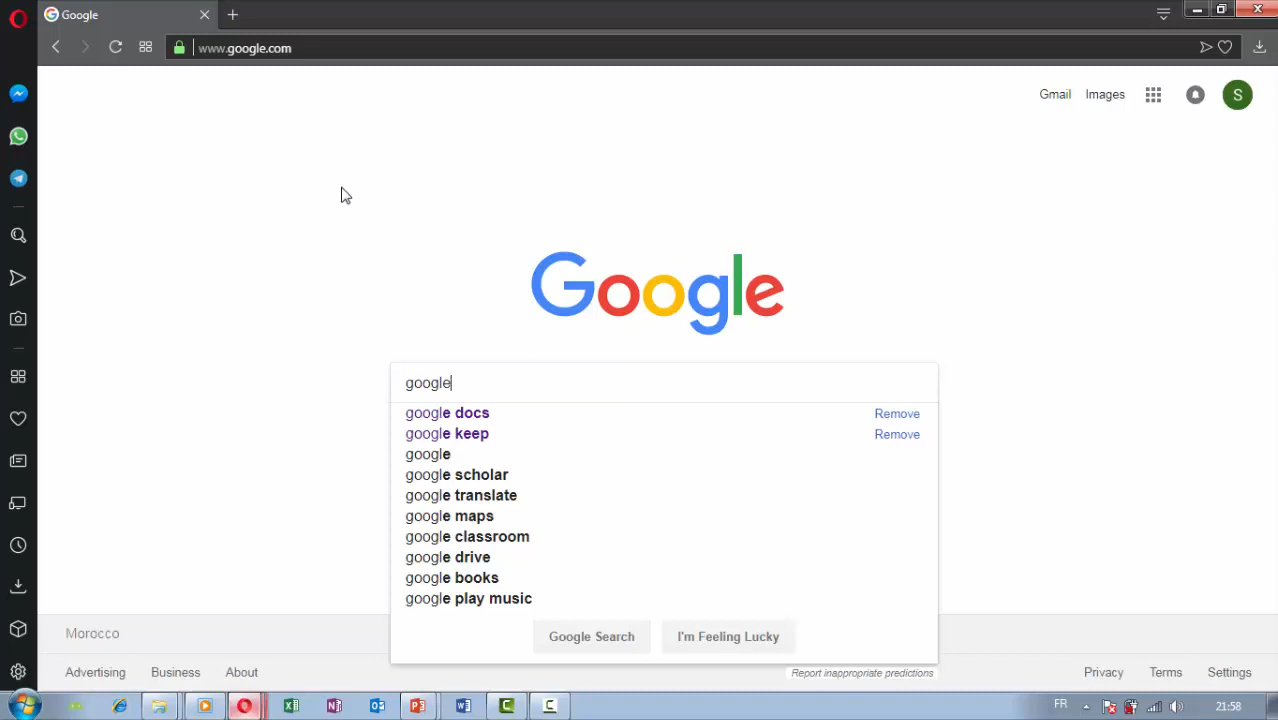 Google
www.google.com
Gmail Images
S
Google
google
google docs Remove
google keep Remove
google
google scholar
google translate
google maps
google classroom
google drive
google books
google play music
Google Search I'm Feeling Lucky
Morocco
Advertising Business About Report inappropriate predictions Privacy Terms Settings
FR 21:58